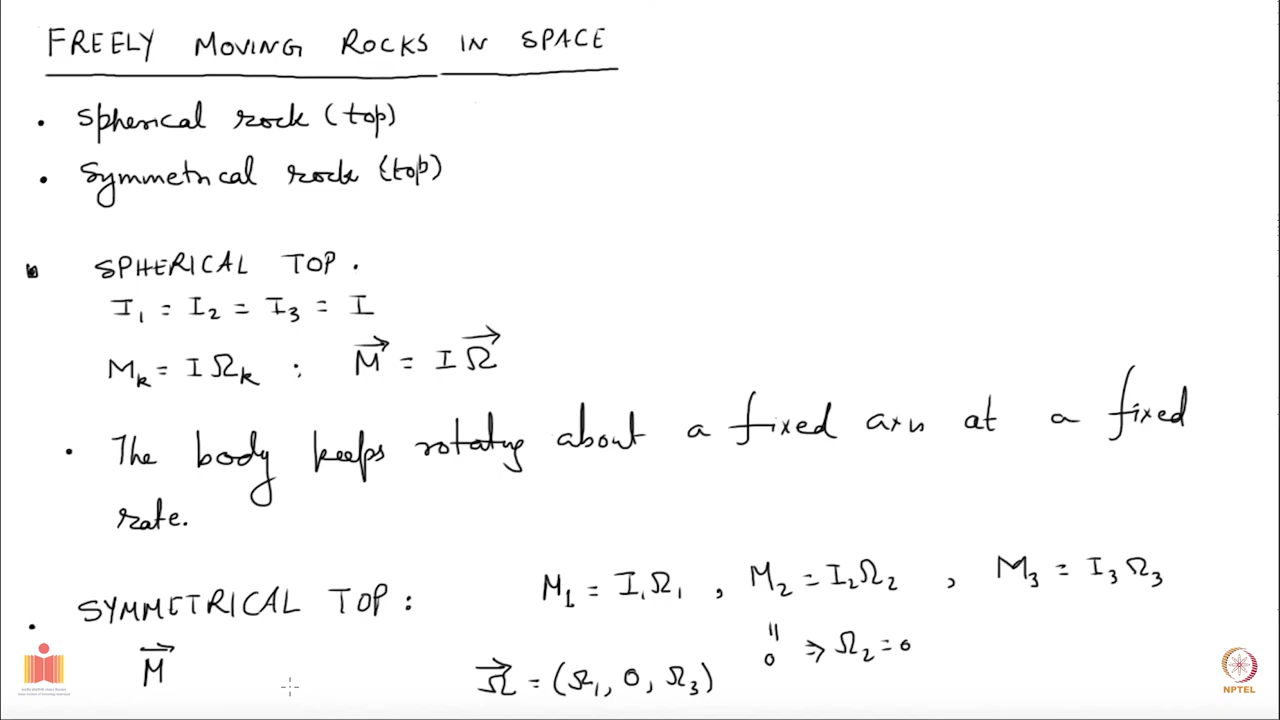 FREELY MOVING ROCKS IN SPACE
• Spherical rock (top)
• Symmetrical rock (top)
SPHERICAL TOP.
I₁ = I₂ = I₃ = I
Mₖ = I Ωₖ ; M⃗ = I Ω⃗
• The body keeps rotating about a fixed axis at a fixed
rate.
• SYMMETRICAL TOP : M₁ = I₁Ω₁ , M₂ = I₂Ω₂ , M₃ = I₃Ω₃
M⃗
" 0 ⇒ Ω₂ = 0
Ω⃗ = (Ω₁, 0, Ω₃)
NPTEL